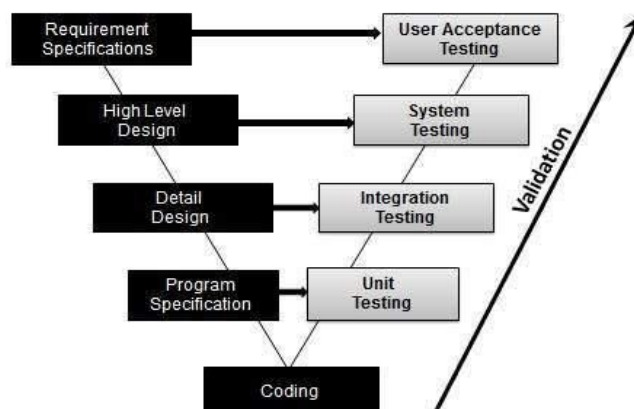 Requirement
Specifications
User Acceptance
Testing
High Level
Design
System
Testing
Detail
Design
Integration
Testing
Program
Specification
Unit
Testing
Coding
Validation